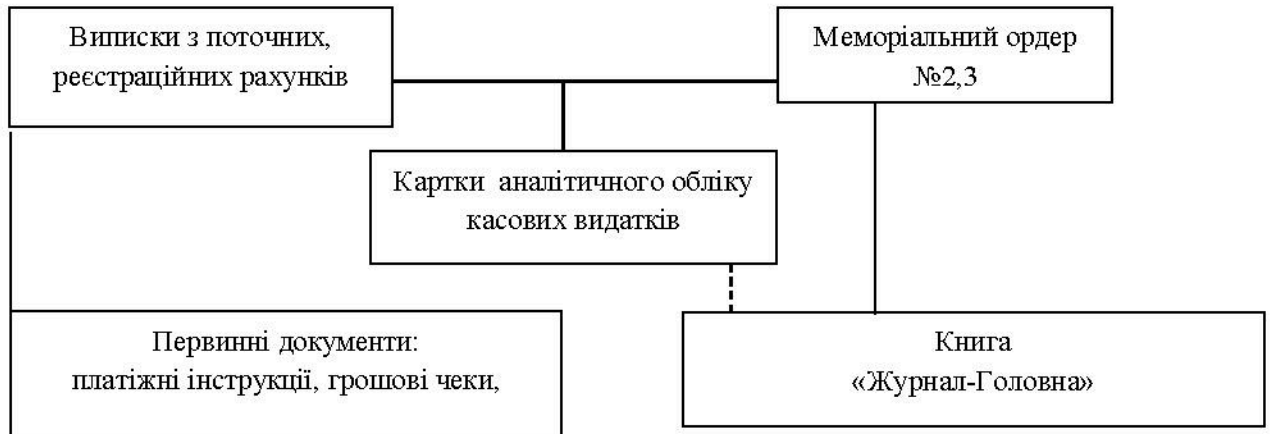 Виписки з поточних,
реєстраційних рахунків
Меморіальний ордер
№2,3
Картки аналітичного обліку
касових видатків
Первинні документи:
платіжні інструкції, грошові чеки,
Книга
«Журнал-Головна»